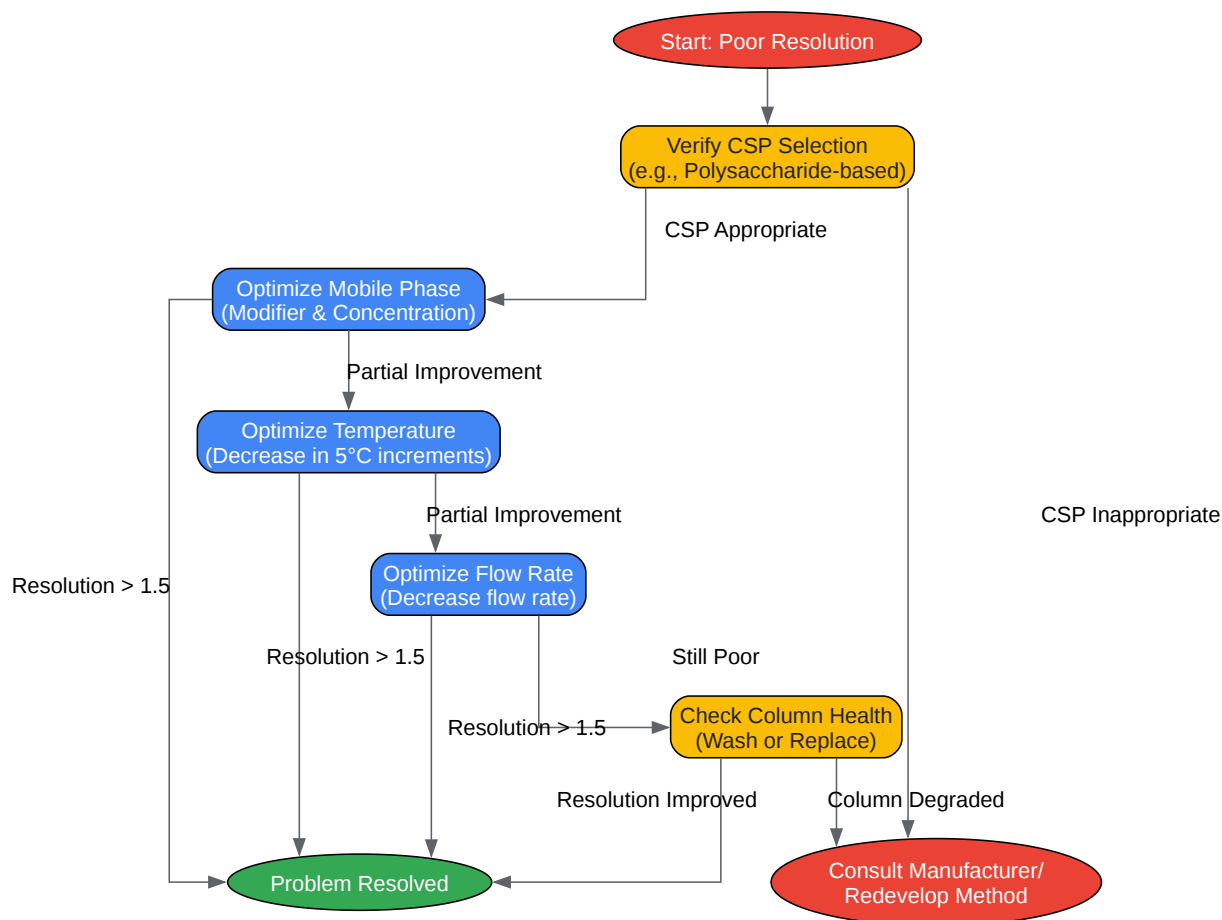 Start: Poor Resolution
Verify CSP Selection
(e.g., Polysaccharide-based)
CSP Appropriate
Optimize Mobile Phase
(Modifier & Concentration)
Partial Improvement
Optimize Temperature
(Decrease in 5°C increments)
Partial Improvement
CSP Inappropriate
Optimize Flow Rate
(Decrease flow rate)
Resolution > 1.5
Resolution > 1.5
Still Poor
Resolution > 1.5
Check Column Health
(Wash or Replace)
Resolution Improved
Column Degraded
Problem Resolved
Consult Manufacturer/
Redevelop Method